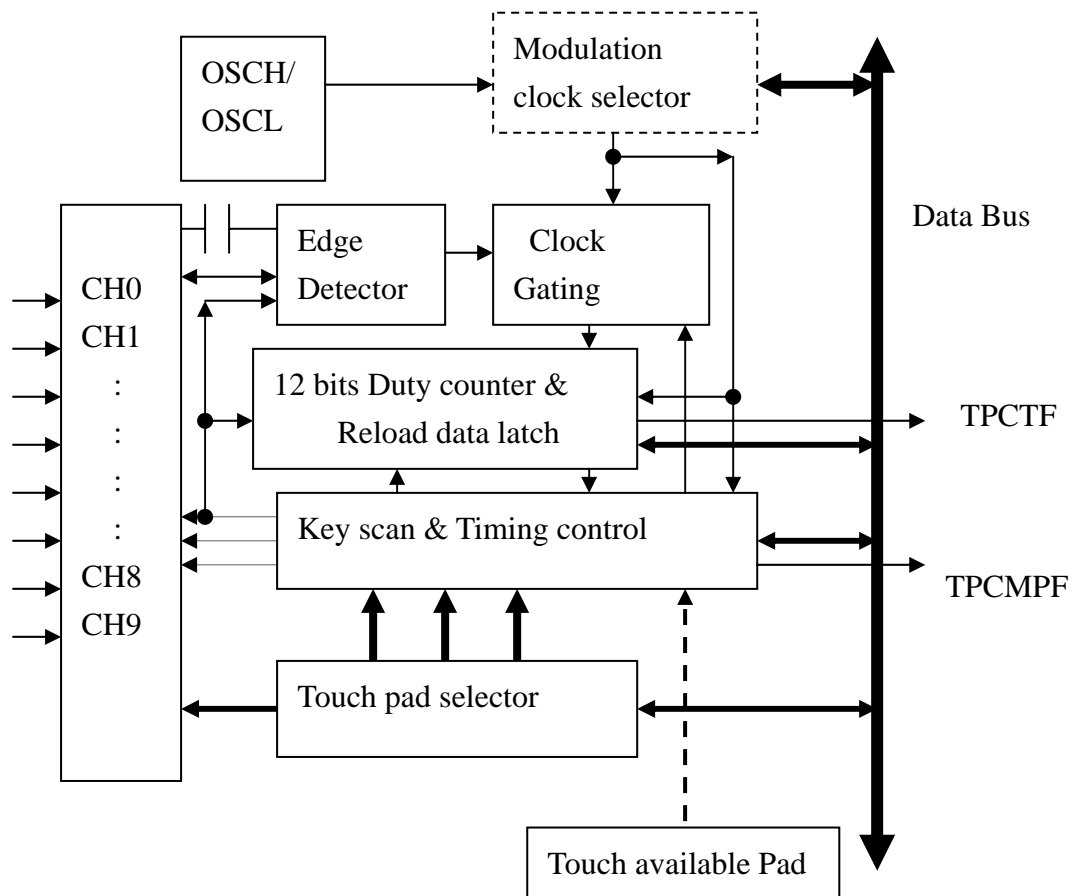 OSCH/
OSCL
Modulation
clock selector
Data Bus
Edge
Detector
Clock
Gating
CH0
CH1
:
:
:
:
CH8
CH9
12 bits Duty counter &
Reload data latch
TPCTF
Key scan & Timing control
TPCMPF
Touch pad selector
Touch available Pad